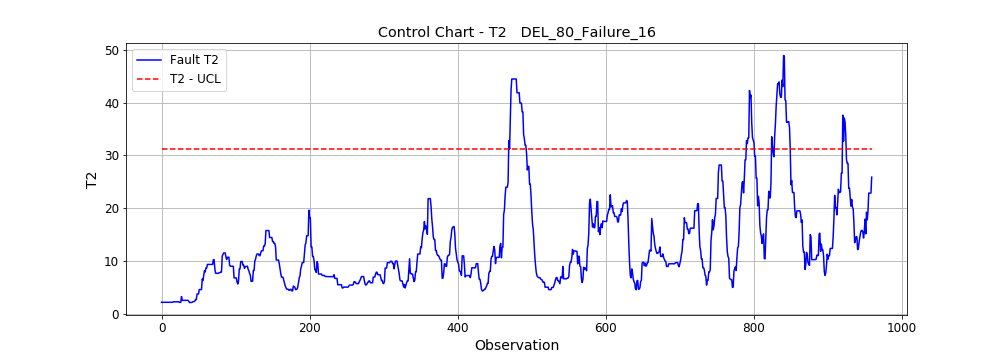 Control Chart - T2   DEL_80_Failure_16
Fault T2
T2 - UCL
50
40
30
20
10
0
T2
0 200 400 600 800 1000
Observation